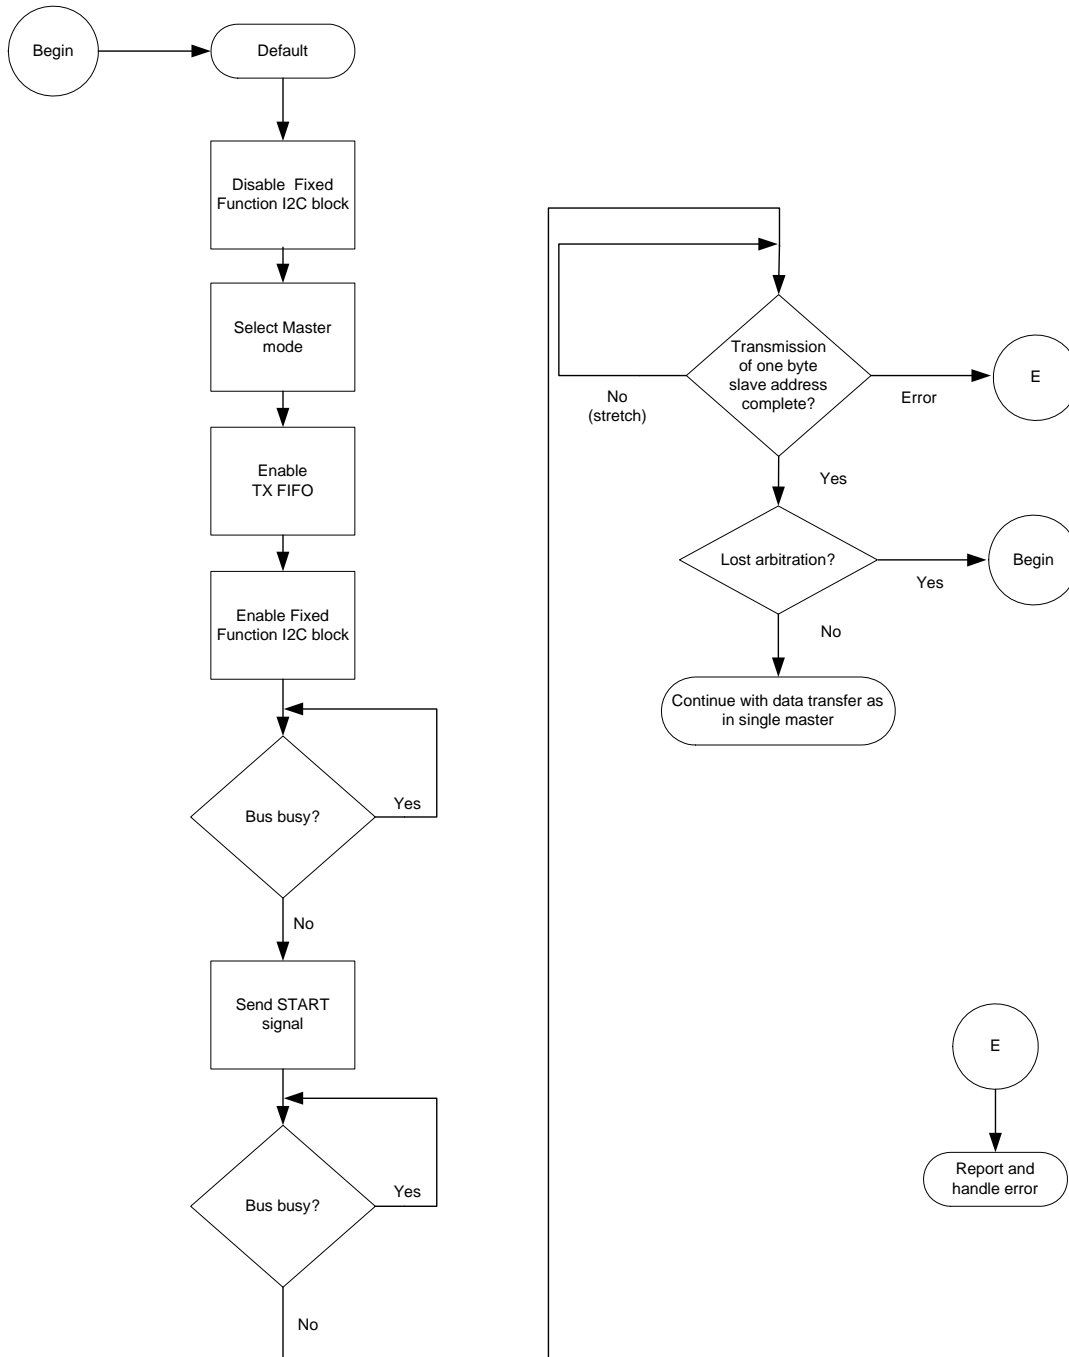 Begin
Default
Disable Fixed
Function I2C block
Select Master
mode
Enable
TX FIFO
Enable Fixed
Function I2C block
Bus busy?
Yes
No
Send START
signal
Bus busy?
Yes
No
Transmission
of one byte
slave address
complete?
No
(stretch)
Error
E
Yes
Lost arbitration?
Yes
Begin
No
Continue with data transfer as
in single master
E
Report and
handle error